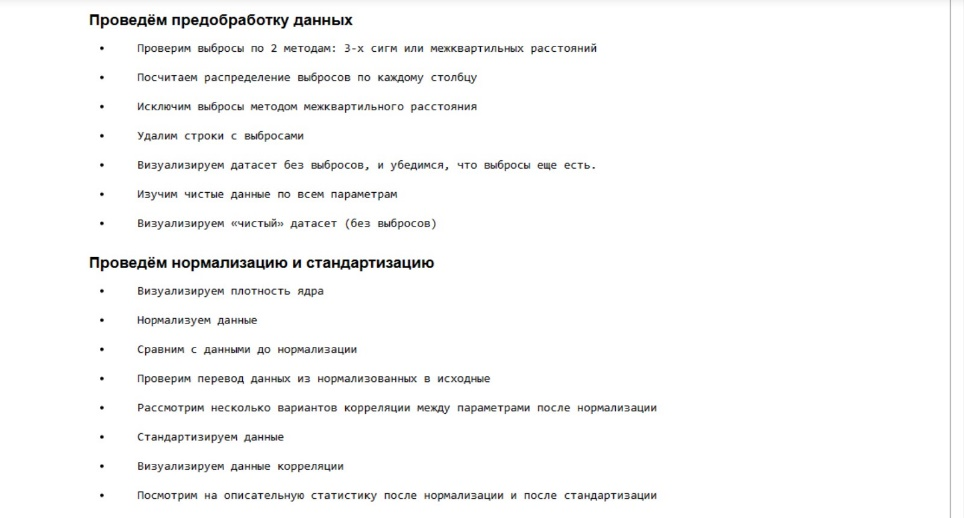 Проведём предобработку данных
• Проверим выбросы по 2 методам: 3-х сигм или межквартильных расстояний
• Посчитаем распределение выбросов по каждому столбцу
• Исключим выбросы методом межквартильного расстояния
• Удалим строки с выбросами
• Визуализируем датасет без выбросов, и убедимся, что выбросы еще есть.
• Изучим чистые данные по всем параметрам
• Визуализируем «чистый» датасет (без выбросов)
Проведём нормализацию и стандартизацию
• Визуализируем плотность ядра
• Нормализуем данные
• Сравним с данными до нормализации
• Проверим перевод данных из нормализованных в исходные
• Рассмотрим несколько вариантов корреляции между параметрами после нормализации
• Стандартизируем данные
• Визуализируем данные корреляции
• Посмотрим на описательную статистику после нормализации и после стандартизации